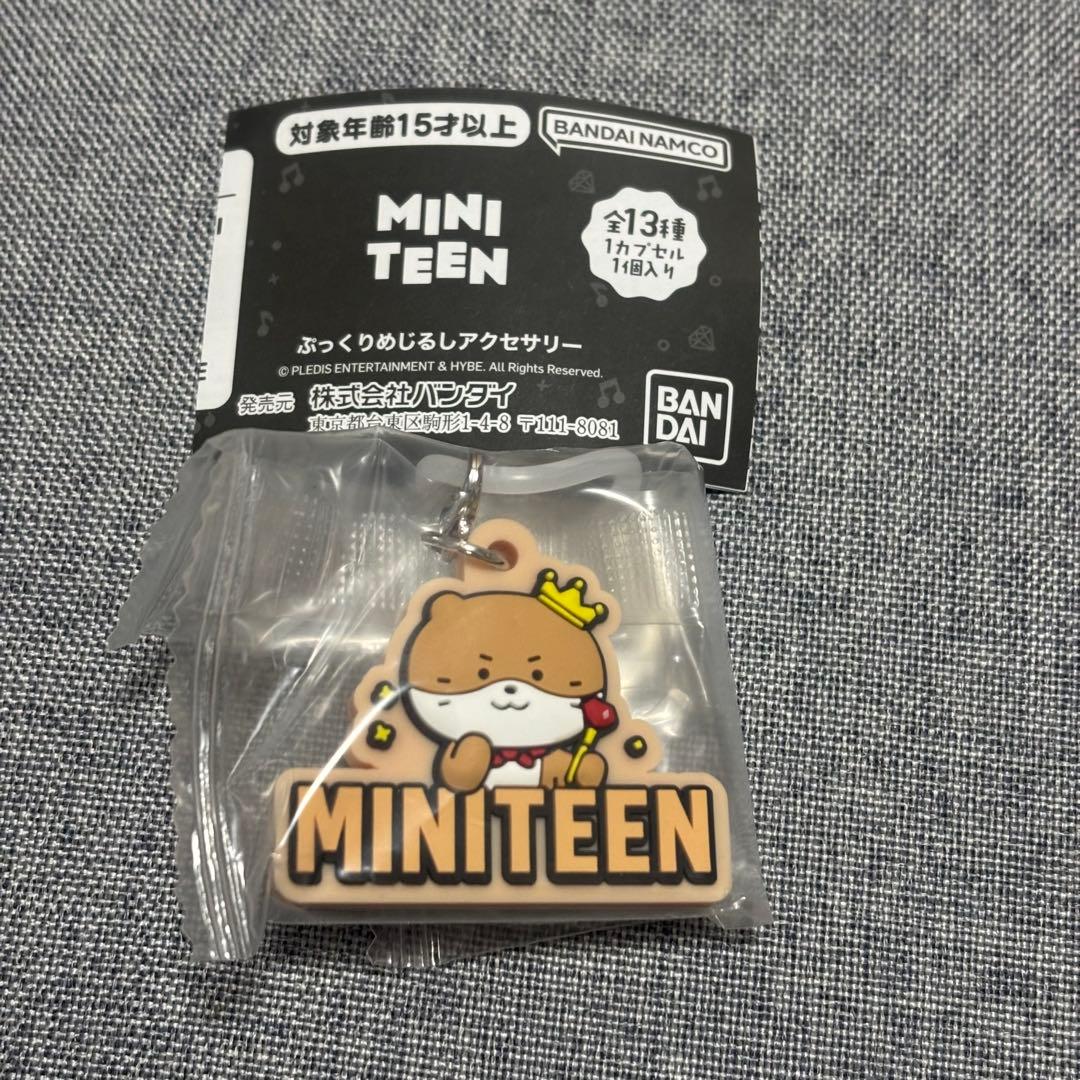 対象年齢15才以上
BANDAI NAMCO
MINI
TEEN
全13種
1カプセル
1個入り
ぷっくりめじるしアクセサリー
© PLEDIS ENTERTAINMENT & HYBE. All Rights Reserved.
発売元 株式会社バンダイ
東京都台東区駒形1-4-8 〒111-8081
BAN
DAI
MINITEEN